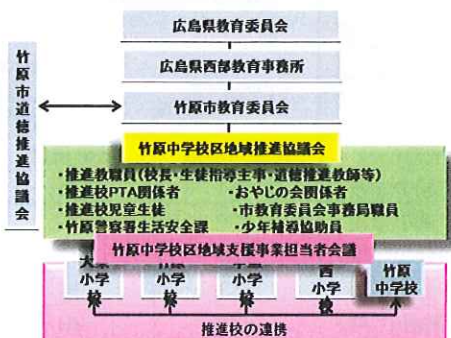 広島県教育委員会
広島県西部教育事務所
竹原市教育委員会
竹原市道徳推進協議会
竹原中学校区地域推進協議会
・推進教職員(校長・生徒指導主事・道徳推進教師等)
・推進校PTA関係者 ・おやじの会関係者
・推進校児童生徒 ・市教育委員会事務局職員
・竹原警察署生活安全課 ・少年補導協助員
竹原中学校区地域支援事業担当者会議
小学校
小学校
小学校
西小学校
竹原中学校
推進校の連携